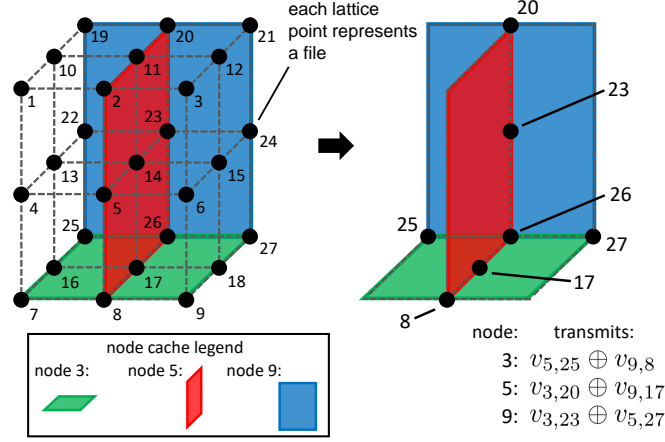 19 20 21
each lattice
point represents
a file
10 11 12
1 2 3
22 23 24
13 14 15
4 5 6
25 26 27
16 17 18
7 8 9
20
23
26
25
27
17
8
node cache legend
node 3: node 5: node 9:
node: transmits:
3: v5,25 ⊕ v9,8
5: v3,20 ⊕ v9,17
9: v3,23 ⊕ v5,27